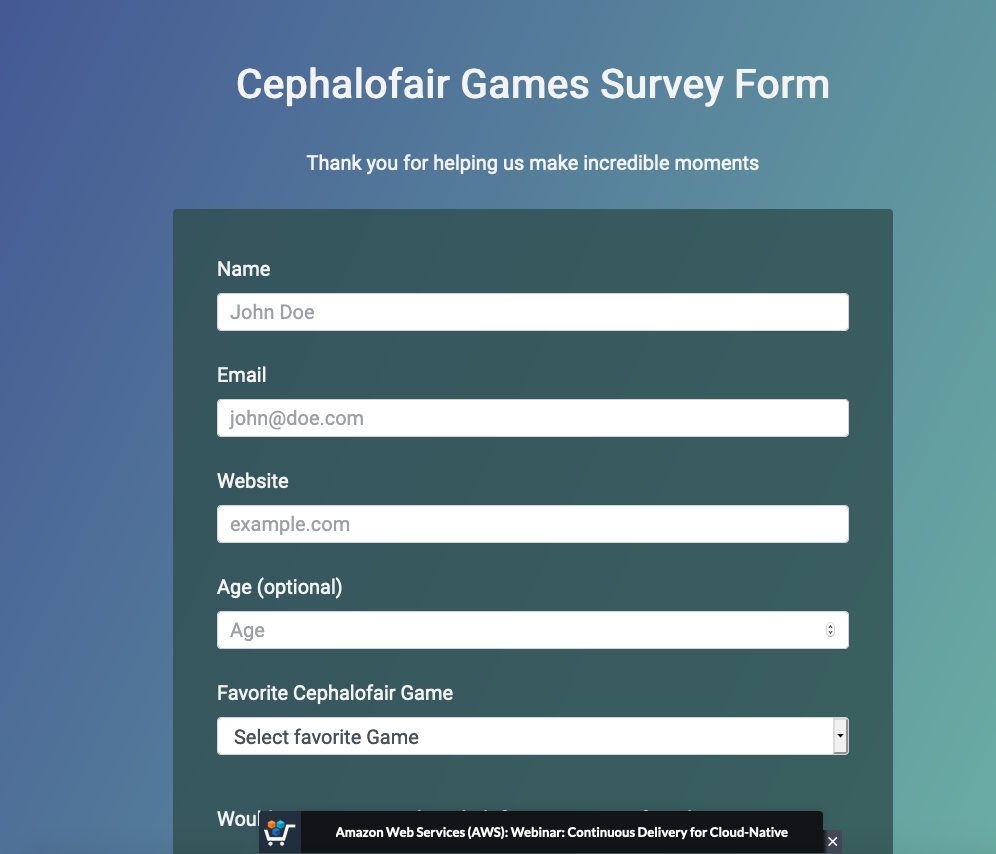 Cephalofair Games Survey Form
Thank you for helping us make incredible moments
Name
John Doe
Email
john@doe.com
Website
example.com
Age (optional)
Age
Favorite Cephalofair Game
Select favorite Game
Amazon Web Services (AWS): Webinar: Continuous Delivery for Cloud-Native